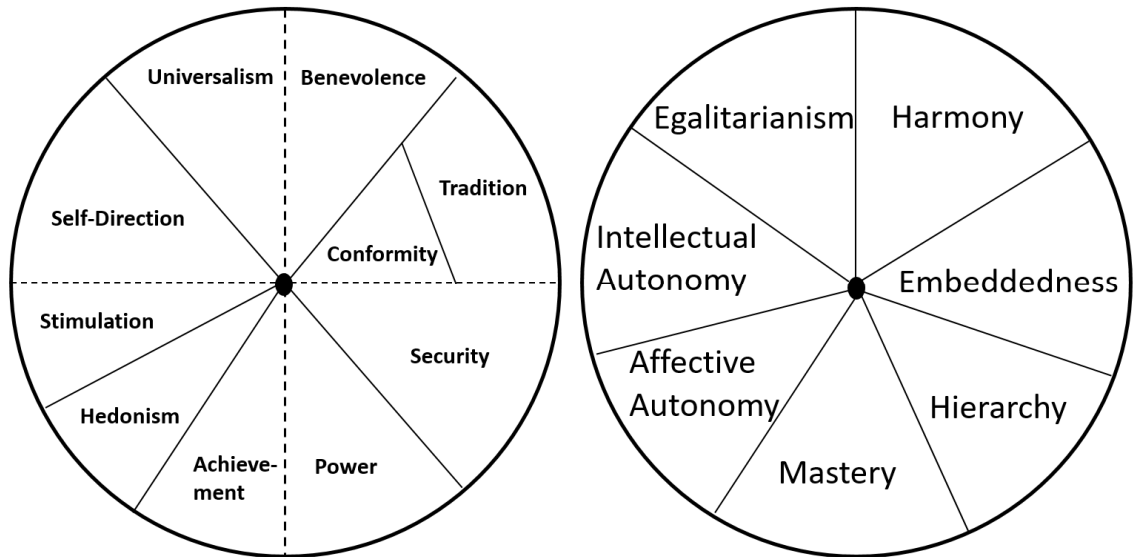 Universalism
Benevolence
Tradition
Self-Direction
Conformity
Stimulation
Security
Hedonism
Achieve-
ment
Power
Egalitarianism
Harmony
Intellectual
Autonomy
Embeddedness
Affective
Autonomy
Hierarchy
Mastery